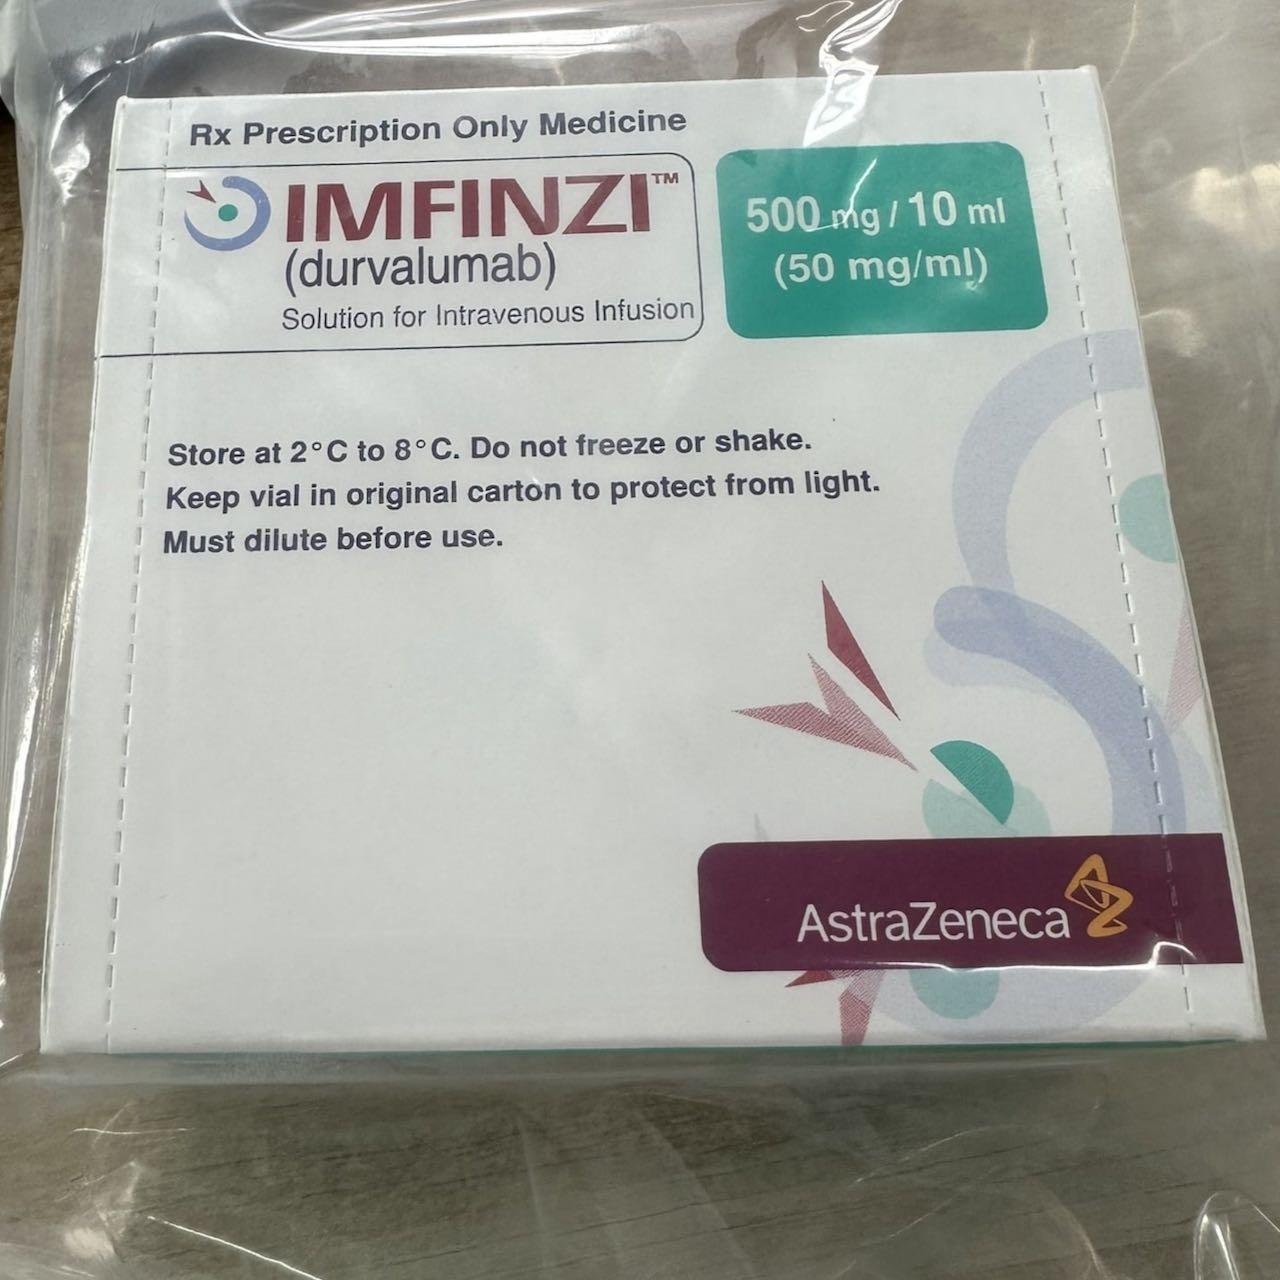 Rx Prescription Only Medicine
IMFINZI™
(durvalumab)
Solution for Intravenous Infusion
500 mg / 10 ml
(50 mg/ml)
Store at 2°C to 8°C. Do not freeze or shake.
Keep vial in original carton to protect from light.
Must dilute before use.
AstraZeneca